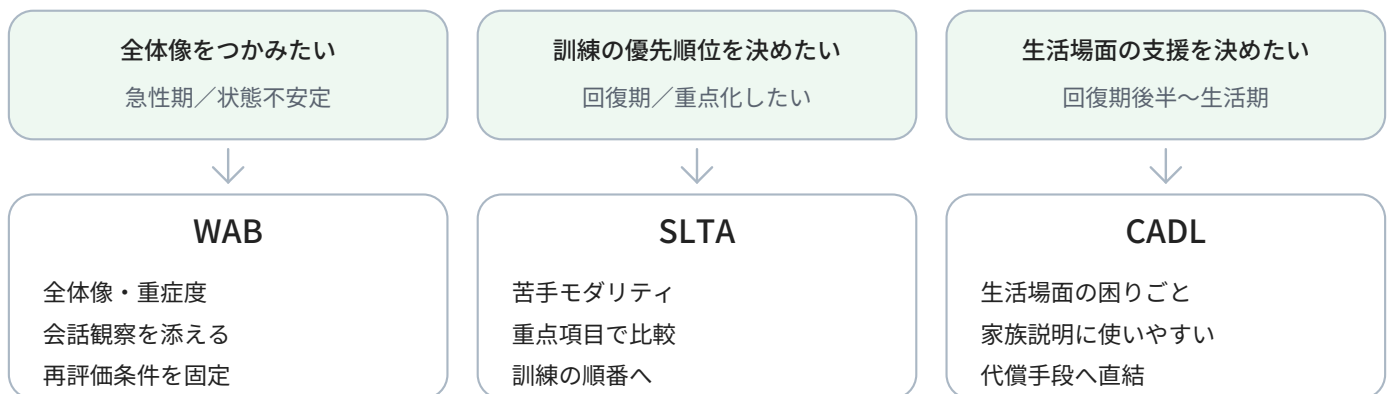 全体像をつかみたい
急性期／状態不安定
訓練の優先順位を決めたい
回復期／重点化したい
生活場面の支援を決めたい
回復期後半～生活期
WAB
全体像・重症度
会話観察を添える
再評価条件を固定
SLTA
苦手モダリティ
重点項目で比較
訓練の順番へ
CADL
生活場面の困りごと
家族説明に使いやすい
代償手段へ直結